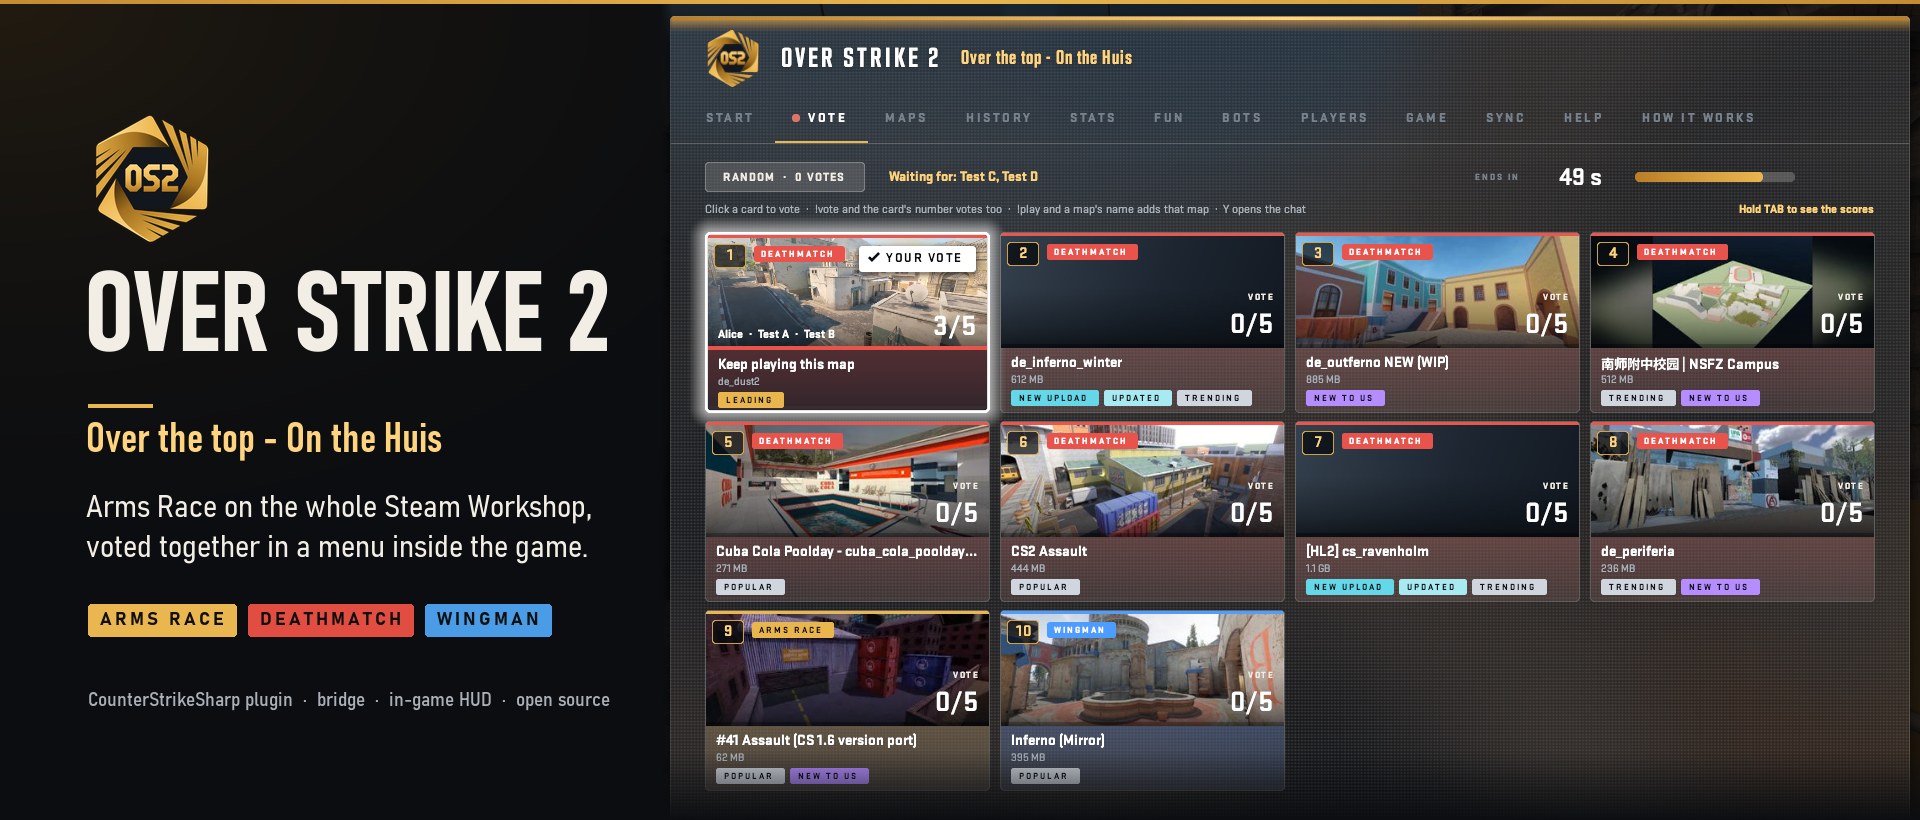 OS2
OVER STRIKE 2
Over the top - On the Huis
Arms Race on the whole Steam Workshop,
voted together in a menu inside the game.
ARMS RACE DEATHMATCH WINGMAN
CounterStrikeSharp plugin · bridge · in-game HUD · open source
OS2 OVER STRIKE 2 Over the top - On the Huis
START VOTE MAPS HISTORY STATS FUN BOTS PLAYERS GAME SYNC HELP HOW IT WORKS
RANDOM · 0 VOTES Waiting for: Test C, Test D ENDS IN 49 s
Click a card to vote · !vote and the card's number votes too · !play and a map's name adds that map · Y opens the chat Hold TAB to see the scores
1 DEATHMATCH ✔ YOUR VOTE
Alice · Test A · Test B 3/5
Keep playing this map
de_dust2
LEADING
2 DEATHMATCH
VOTE
0/5
de_inferno_winter
612 MB
NEW UPLOAD UPDATED TRENDING
3 DEATHMATCH
VOTE
0/5
de_outferno NEW (WIP)
885 MB
NEW TO US
4 DEATHMATCH
VOTE
0/5
南师附中校园 | NSFZ Campus
512 MB
TRENDING NEW TO US
5 DEATHMATCH
VOTE
0/5
Cuba Cola Poolday - cuba_cola_poolday...
271 MB
POPULAR
6 DEATHMATCH
VOTE
0/5
CS2 Assault
444 MB
POPULAR
7 DEATHMATCH
VOTE
0/5
[HL2] cs_ravenholm
1.1 GB
NEW UPLOAD UPDATED TRENDING
8 DEATHMATCH
VOTE
0/5
de_periferia
236 MB
TRENDING NEW TO US
9 ARMS RACE
VOTE
0/5
#41 Assault (CS 1.6 version port)
62 MB
POPULAR NEW TO US
10 WINGMAN
VOTE
0/5
Inferno (Mirror)
395 MB
POPULAR